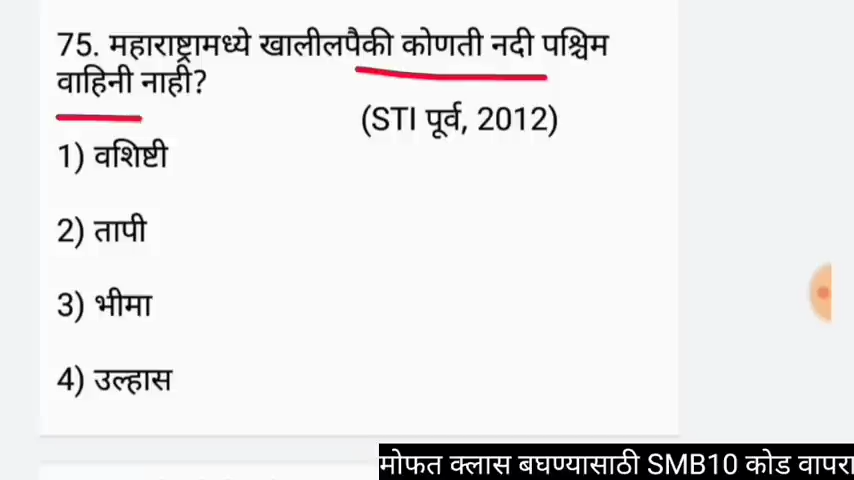 75. महाराष्ट्रामध्ये खालीलपैकी कोणती नदी पश्चिम
वाहिनी नाही?
(STI पूर्व, 2012)
1) वशिष्टी
2) तापी
3) भीमा
4) उल्हास
मोफत क्लास बघण्यासाठी SMB10 कोड वापरा